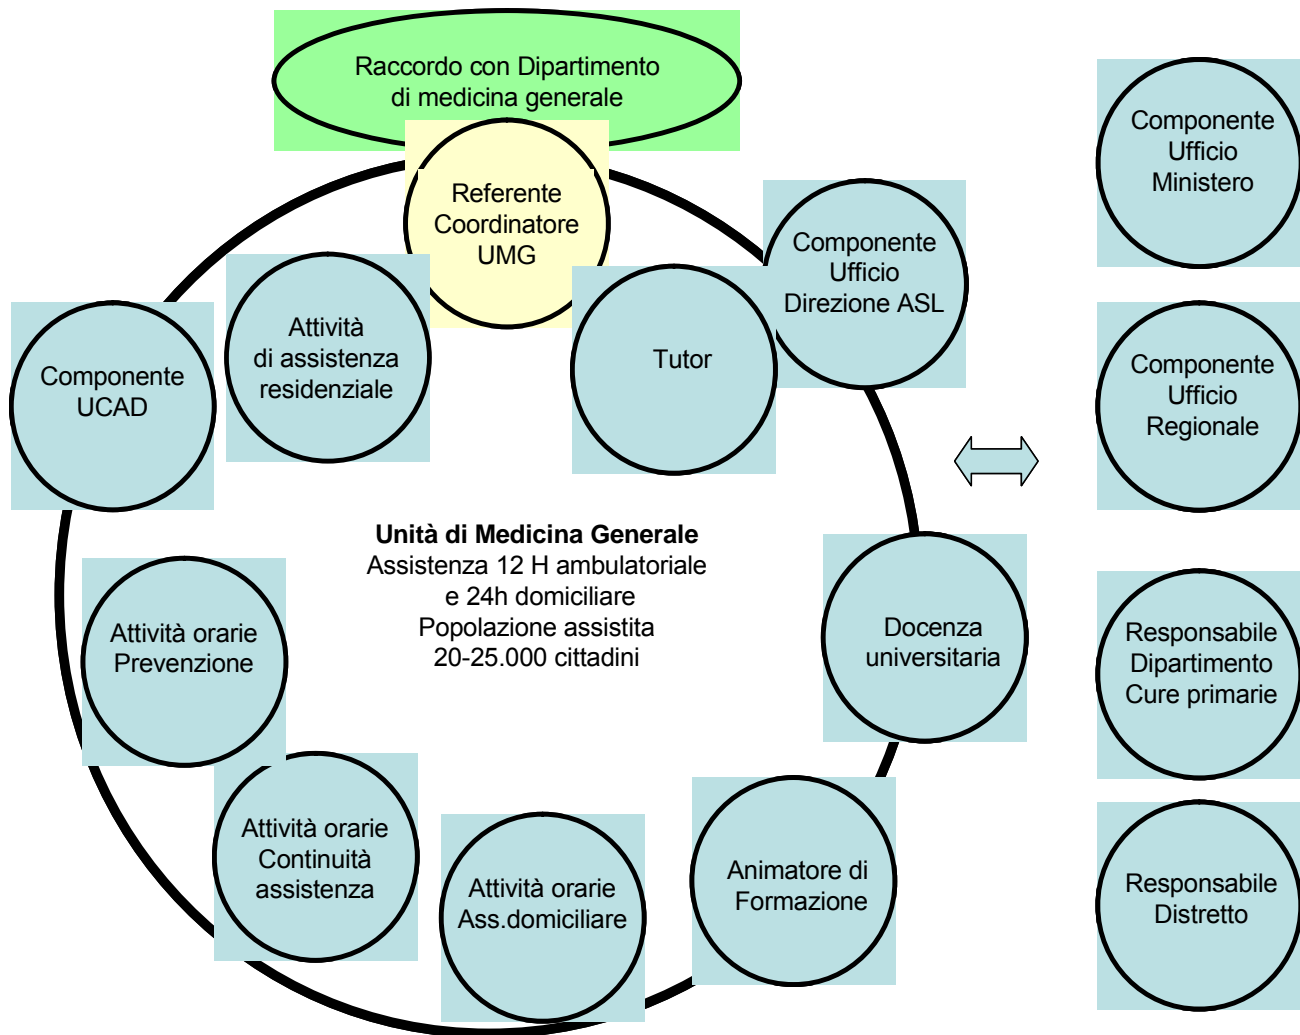 Raccordo con Dipartimento
di medicina generale
Referente
Coordinatore
UMG
Componente
Ufficio
Direzione ASL
Attività
di assistenza
residenziale
Tutor
Componente
UCAD
Unità di Medicina Generale
Assistenza 12 H ambulatoriale
e 24h domiciliare
Popolazione assistita
20-25.000 cittadini
Attività orarie
Prevenzione
Docenza
universitaria
Attività orarie
Continuità
assistenza
Attività orarie
Ass.domiciliare
Animatore di
Formazione
Componente
Ufficio
Ministero
Componente
Ufficio
Regionale
Responsabile
Dipartimento
Cure primarie
Responsabile
Distretto